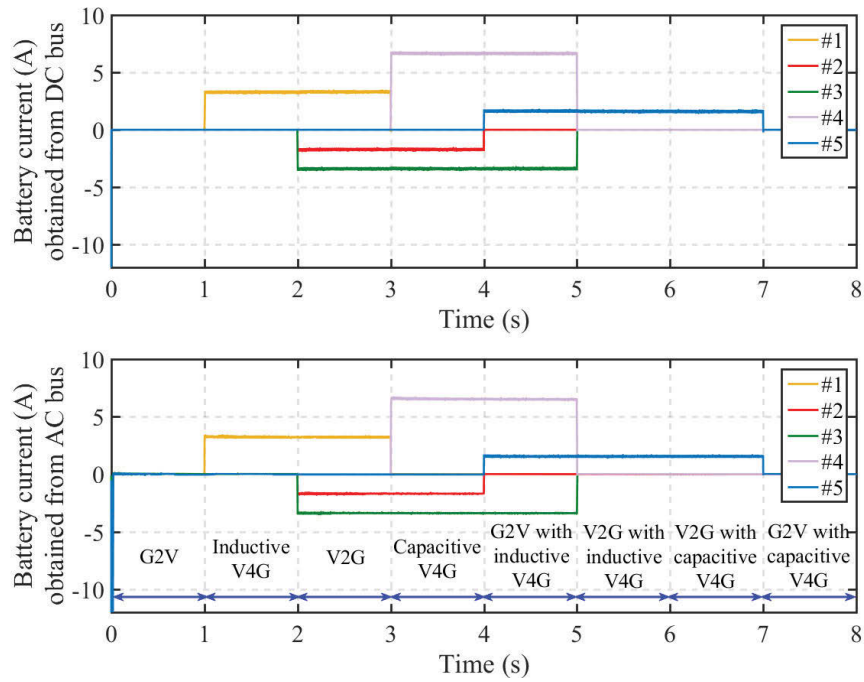 Battery current (A)
obtained from DC bus
10
5
0
-5
-10
#1
#2
#3
#4
#5
0 1 2 3 4 5 6 7 8
Time (s)
Battery current (A)
obtained from AC bus
10
5
0
-5
-10
#1
#2
#3
#4
#5
G2V
Inductive
V4G
V2G
Capacitive
V4G
G2V with
inductive
V4G
V2G with
inductive
V4G
V2G with
capacitive
V4G
G2V with
capacitive
V4G
0 1 2 3 4 5 6 7 8
Time (s)